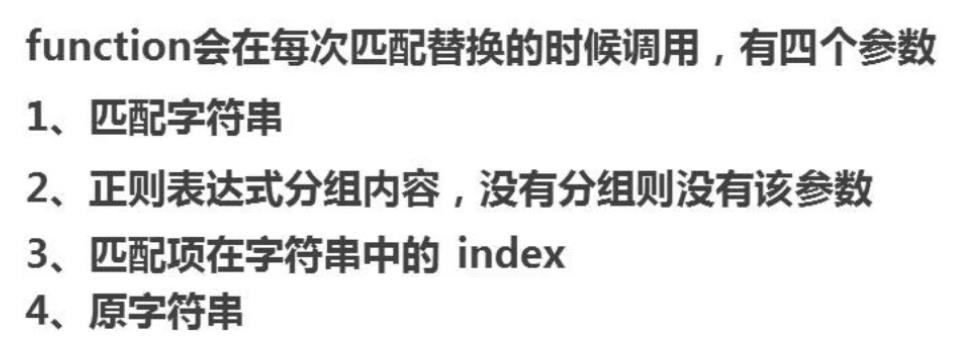 function会在每次匹配替换的时候调用，有四个参数
1、匹配字符串
2、正则表达式分组内容，没有分组则没有该参数
3、匹配项在字符串中的 index
4、原字符串